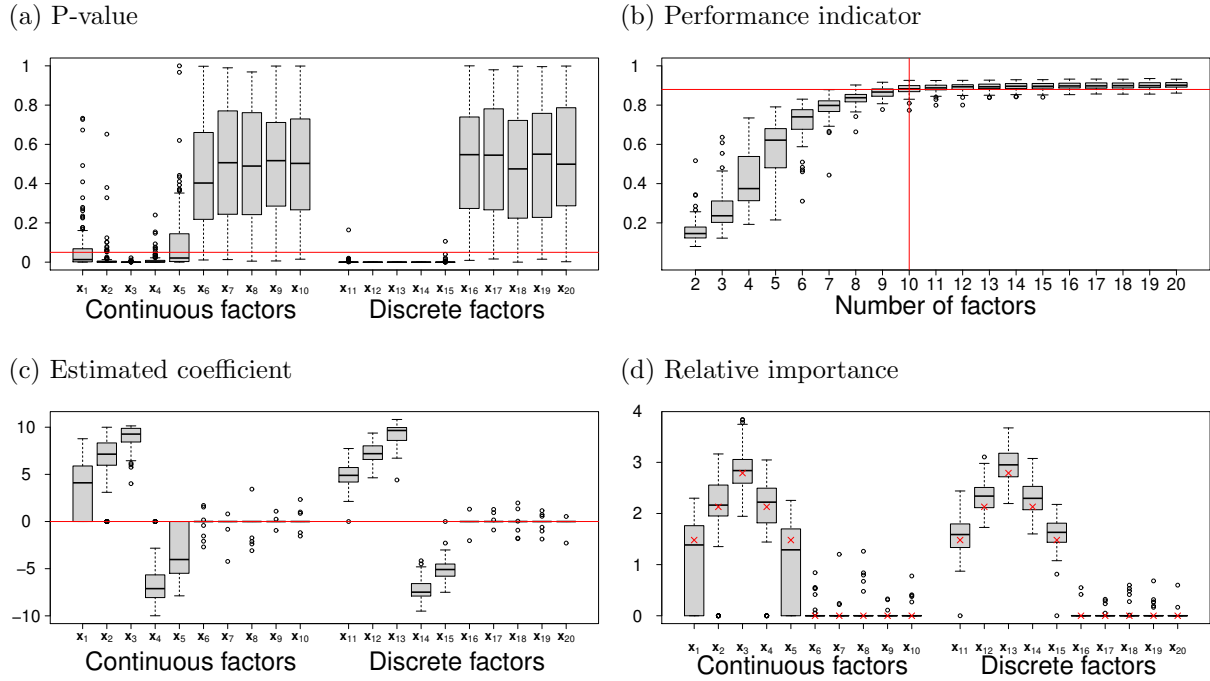 (a) P-value
1
0.8
0.6
0.4
0.2
0
x1 x2 x3 x4 x5 x6 x7 x8 x9 x10 x11 x12 x13 x14 x15 x16 x17 x18 x19 x20
Continuous factors Discrete factors
(b) Performance indicator
1
0.8
0.6
0.4
0.2
2 3 4 5 6 7 8 9 10 11 12 13 14 15 16 17 18 19 20
Number of factors
(c) Estimated coefficient
10
5
0
−5
−10
x1 x2 x3 x4 x5 x6 x7 x8 x9 x10 x11 x12 x13 x14 x15 x16 x17 x18 x19 x20
Continuous factors Discrete factors
(d) Relative importance
4
3
2
1
0
x1 x2 x3 x4 x5 x6 x7 x8 x9 x10 x11 x12 x13 x14 x15 x16 x17 x18 x19 x20
Continuous factors Discrete factors